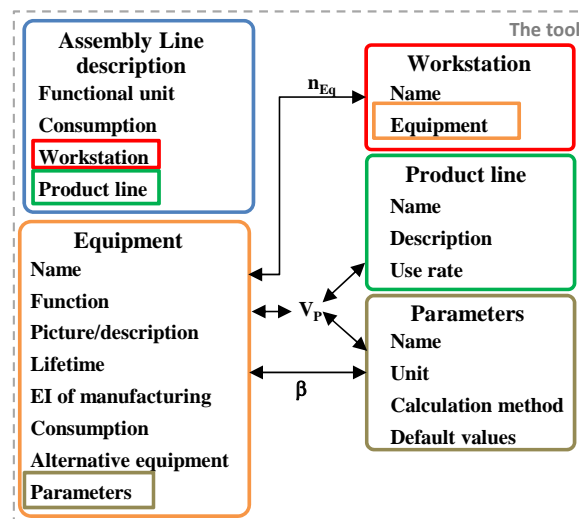 The tool
Assembly Line
description
Functional unit
Consumption
Workstation
Product line
n_Eq
Workstation
Name
Equipment
Product line
Name
Description
Use rate
Equipment
Name
Function
Picture/description
Lifetime
EI of manufacturing
Consumption
Alternative equipment
Parameters
V_P
β
Parameters
Name
Unit
Calculation method
Default values